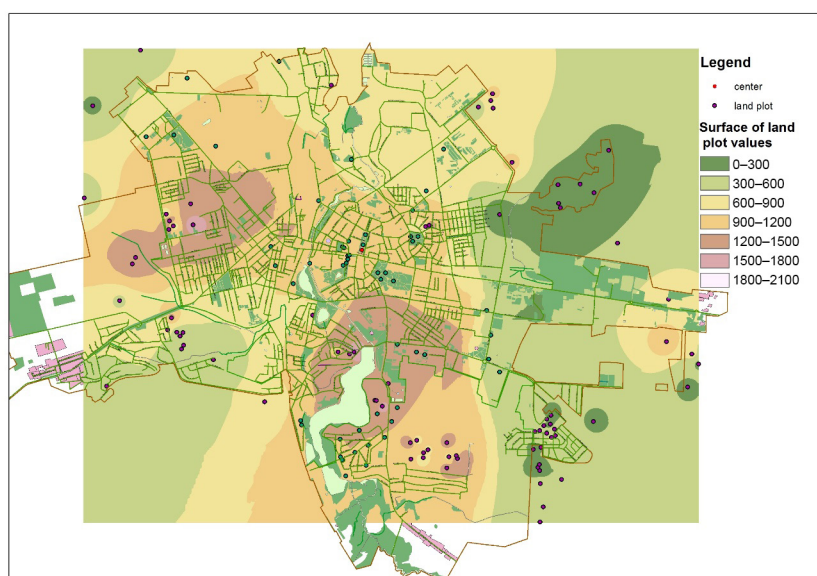 Legend
center
land plot
Surface of land
plot values
0–300
300–600
600–900
900–1200
1200–1500
1500–1800
1800–2100